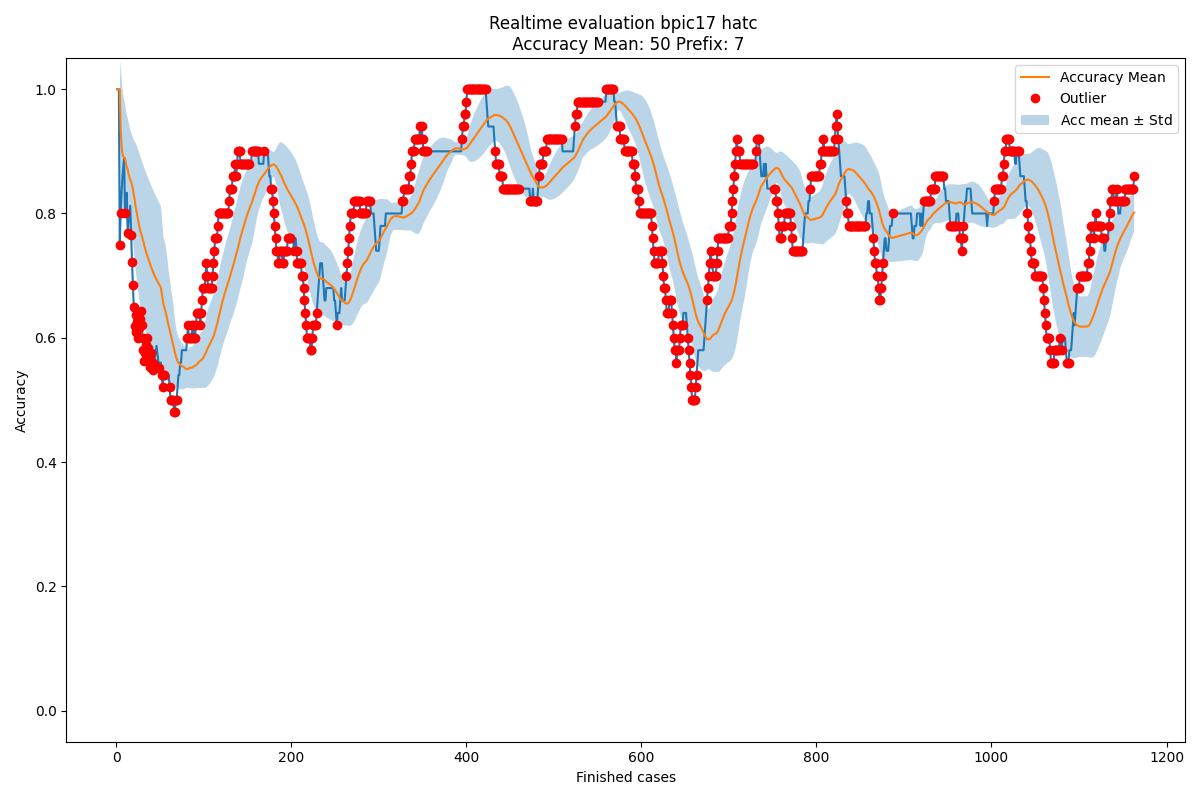 Realtime evaluation bpic17 hatc
Accuracy Mean: 50 Prefix: 7
Accuracy Mean
Outlier
Acc mean ± Std
1.0
0.8
0.6
0.4
0.2
0.0
Accuracy
0 200 400 600 800 1000 1200
Finished cases